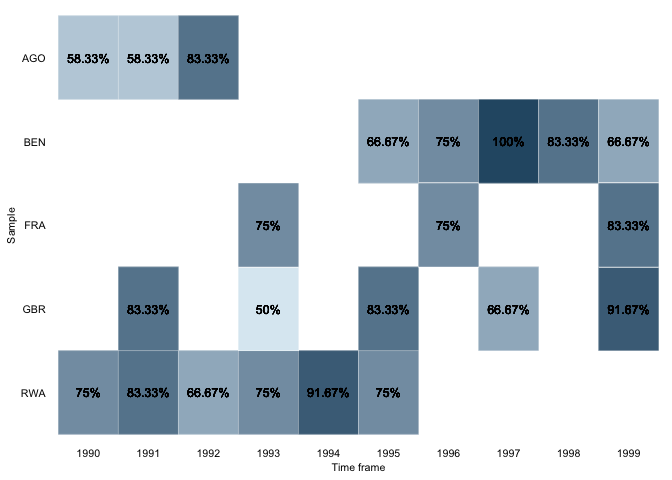 AGO 58.33% 58.33% 83.33%
BEN 66.67% 75% 100% 83.33% 66.67%
Sample
FRA 75% 75% 83.33%
GBR 83.33% 50% 83.33% 66.67% 91.67%
RWA 75% 83.33% 66.67% 75% 91.67% 75%
1990 1991 1992 1993 1994 1995 1996 1997 1998 1999
Time frame